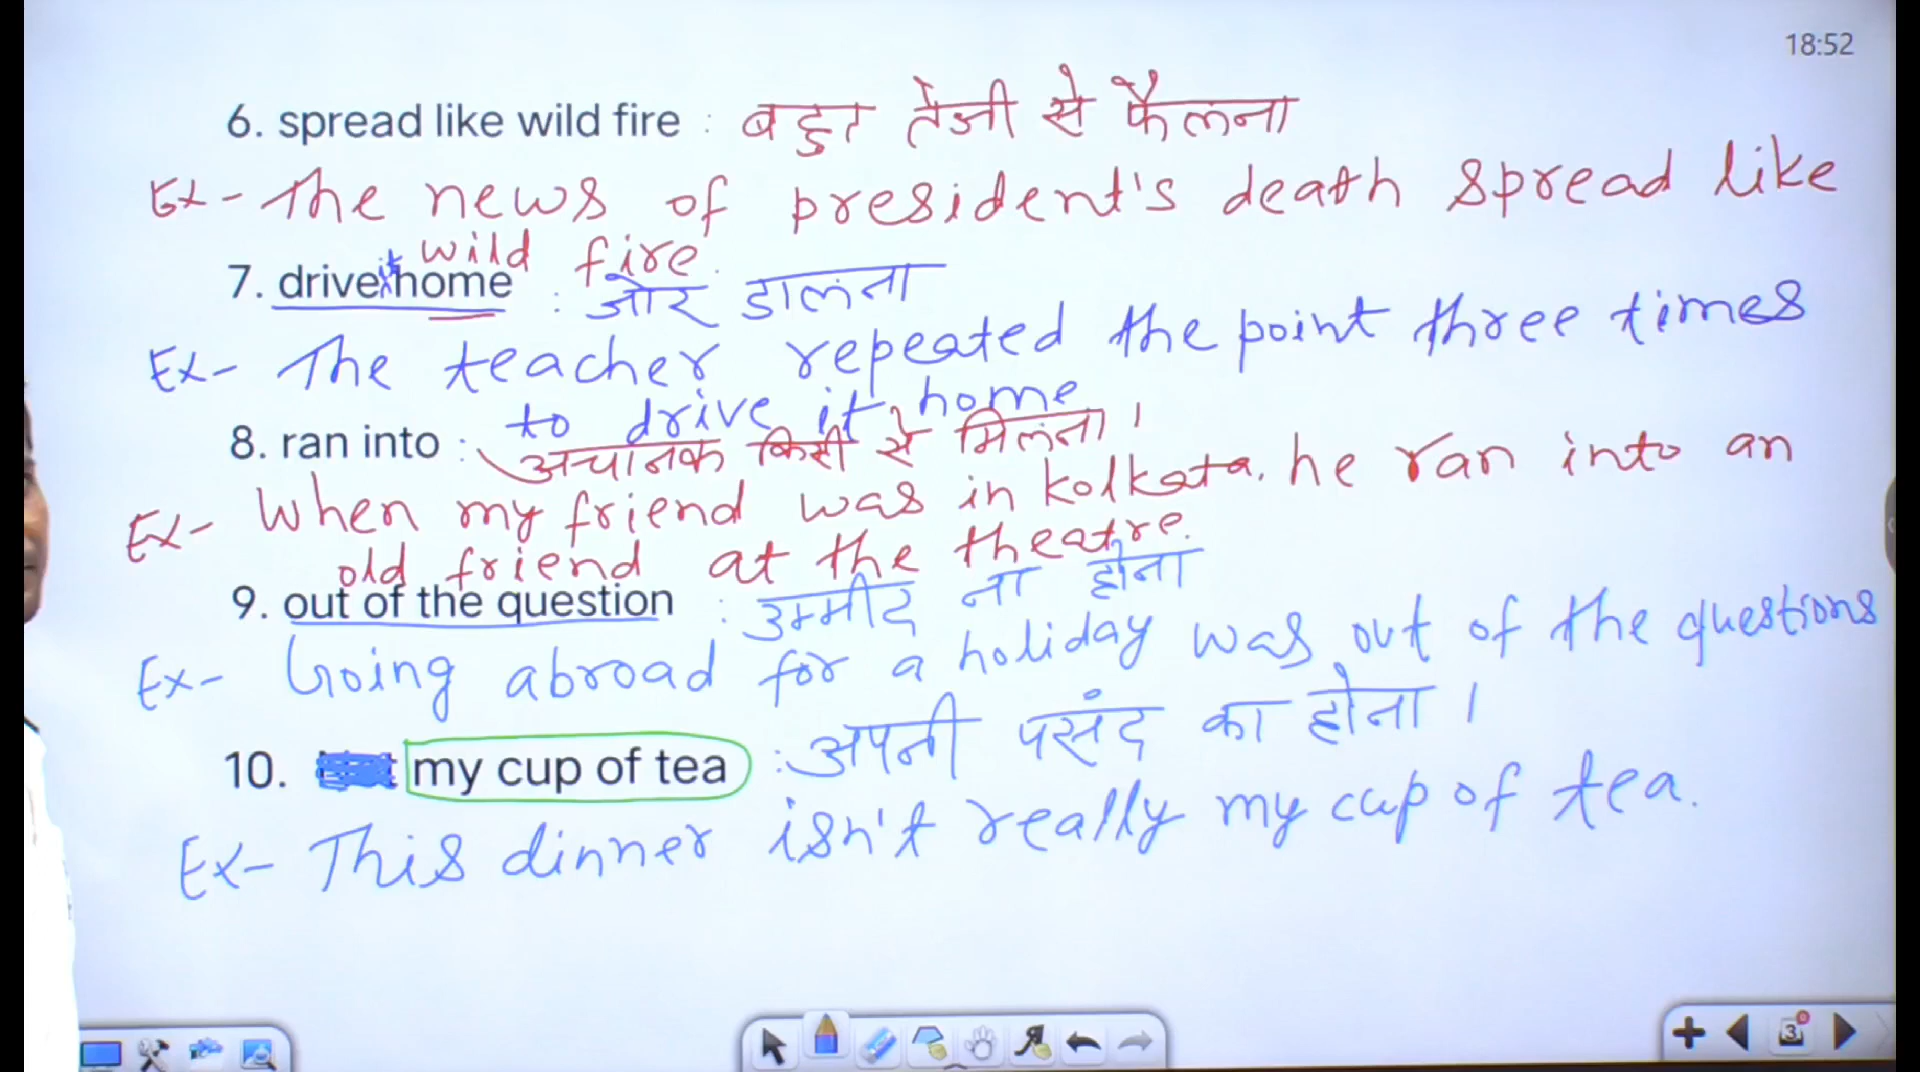 18:52
6. spread like wild fire : बहुत तेजी से फैलना
Ex- The news of president's death spread like
wild fire.
7. drive it home : जोर डालना
Ex- The teacher repeated the point three times
to drive it home
8. ran into : अचानक किसी से मिलना।
Ex- When my friend was in Kolkata, he ran into an
old friend at the theatre.
9. out of the question : उम्मीद ना होना
Ex- Going abroad for a holiday was out of the questions
10. my cup of tea : अपनी पसंद का होना।
Ex- This dinner isn't really my cup of tea.
3